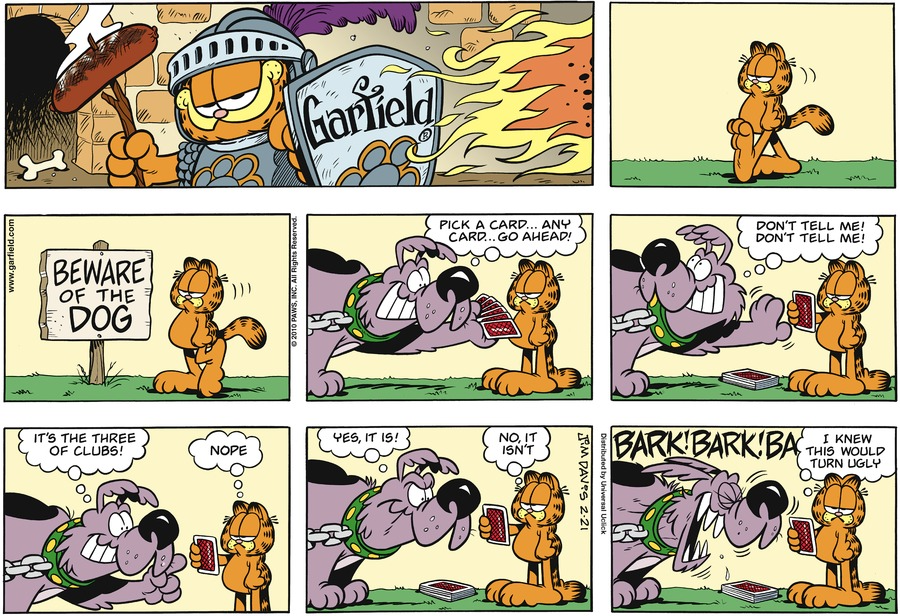 Garfield
®
www.garfield.com
BEWARE
OF THE
DOG
© 2010 PAWS, INC. All Rights Reserved.
PICK A CARD... ANY
CARD... GO AHEAD!
DON'T TELL ME!
DON'T TELL ME!
IT'S THE THREE
OF CLUBS!
NOPE
YES, IT IS!
NO, IT
ISN'T
JIM DAVIS 2-21
Distributed by Universal Uclick
BARK! BARK! BA
I KNEW
THIS WOULD
TURN UGLY